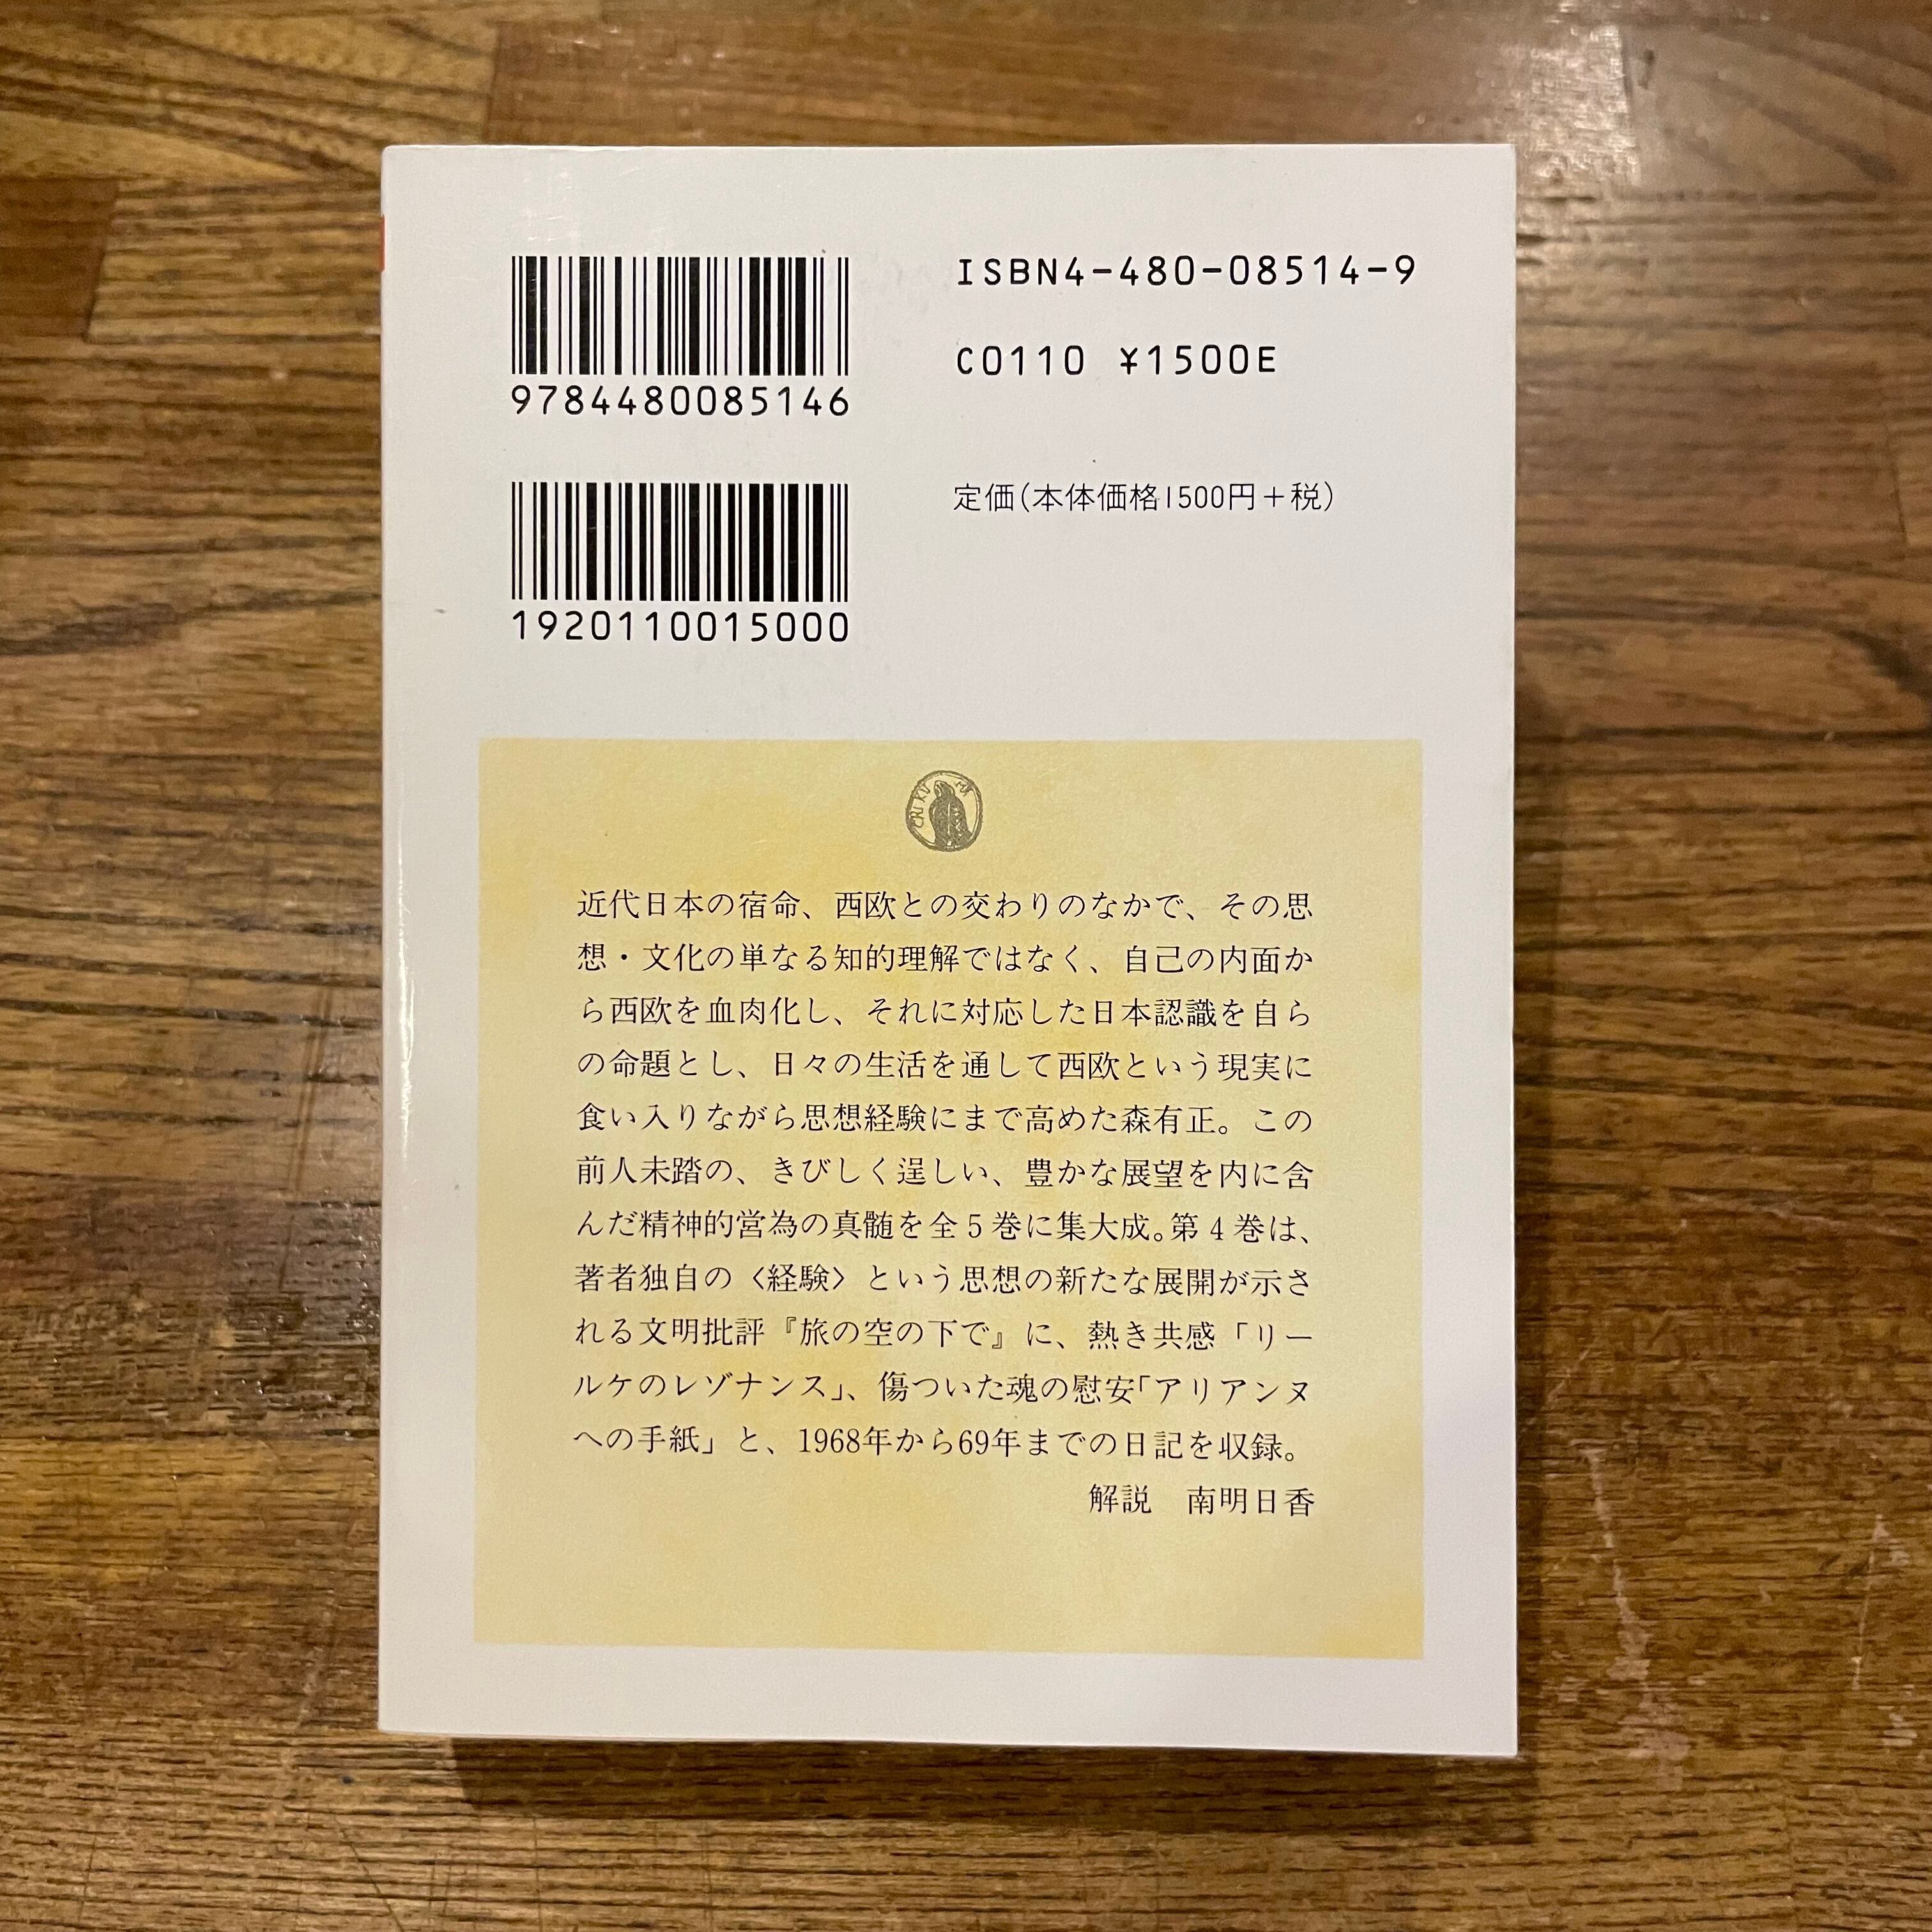 ISBN4-480-08514-9
C0110 ¥1500E
9784480085146
定価(本体価格1500円+税)
1920110015000
近代日本の宿命、西欧との交わりのなかで、その思
想・文化の単なる知的理解ではなく、自己の内面か
ら西欧を血肉化し、それに対応した日本認識を自ら
の命題とし、日々の生活を通して西欧という現実に
食い入りながら思想経験にまで高めた森有正。この
前人未踏の、きびしく逞しい、豊かな展望を内に含
んだ精神的営為の真髄を全5巻に集大成。第4巻は、
著者独自の〈経験〉という思想の新たな展開が示さ
れる文明批評『旅の空の下で』に、熱き共感「リー
ルケのレゾナンス」、傷ついた魂の慰安「アリアンヌ
への手紙」と、1968年から69年までの日記を収録。
解説　南明日香